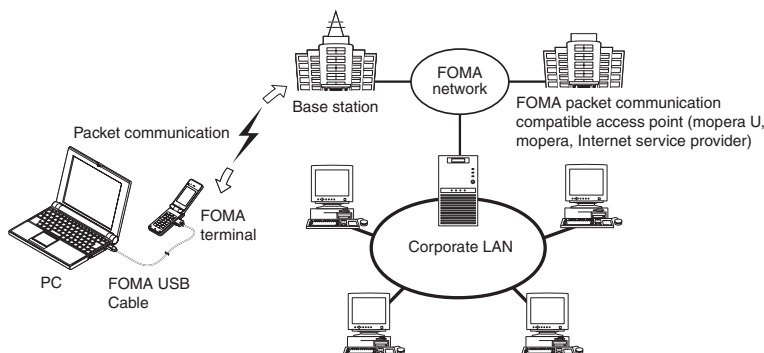 FOMA
network
Base station
FOMA packet communication
compatible access point (mopera U,
mopera, Internet service provider)
Packet communication
FOMA
terminal
Corporate LAN
PC
FOMA USB
Cable